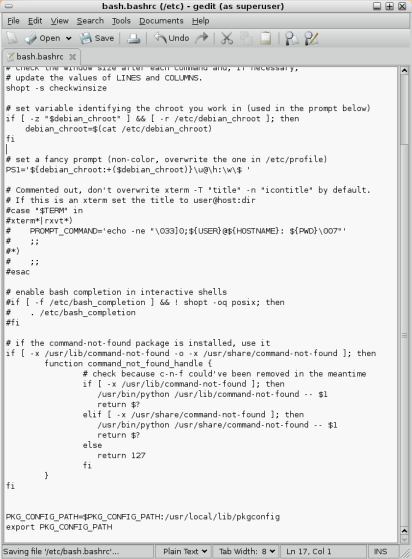 bash.bashrc (/etc) - gedit (as superuser)
File Edit View Search Tools Documents Help
Open Save Undo
bash.bashrc
# check the window size after each command and, if necessary,
# update the values of LINES and COLUMNS.
shopt -s checkwinsize
# set variable identifying the chroot you work in (used in the prompt below)
if [ -z "$debian_chroot" ] && [ -r /etc/debian_chroot ]; then
    debian_chroot=$(cat /etc/debian_chroot)
fi
# set a fancy prompt (non-color, overwrite the one in /etc/profile)
PS1='${debian_chroot:+($debian_chroot)}\u@\h:\w\$ '
# Commented out, don't overwrite xterm -T "title" -n "icontitle" by default.
# If this is an xterm set the title to user@host:dir
#case "$TERM" in
#xterm*|rxvt*)
#    PROMPT_COMMAND='echo -ne "\033]0;${USER}@${HOSTNAME}: ${PWD}\007"'
#    ;;
#*)
#    ;;
#esac
# enable bash completion in interactive shells
#if [ -f /etc/bash_completion ] && ! shopt -oq posix; then
#    . /etc/bash_completion
#fi
# if the command-not-found package is installed, use it
if [ -x /usr/lib/command-not-found -o -x /usr/share/command-not-found ]; then
        function command_not_found_handle {
                # check because c-n-f could've been removed in the meantime
                if [ -x /usr/lib/command-not-found ]; then
                   /usr/bin/python /usr/lib/command-not-found -- $1
                   return $?
                elif [ -x /usr/share/command-not-found ]; then
                   /usr/bin/python /usr/share/command-not-found -- $1
                   return $?
                else
                   return 127
                fi
        }
fi
PKG_CONFIG_PATH=$PKG_CONFIG_PATH:/usr/local/lib/pkgconfig
export PKG_CONFIG_PATH
Saving file '/etc/bash.bashrc'... Plain Text Tab Width: 8 Ln 17, Col 1 INS